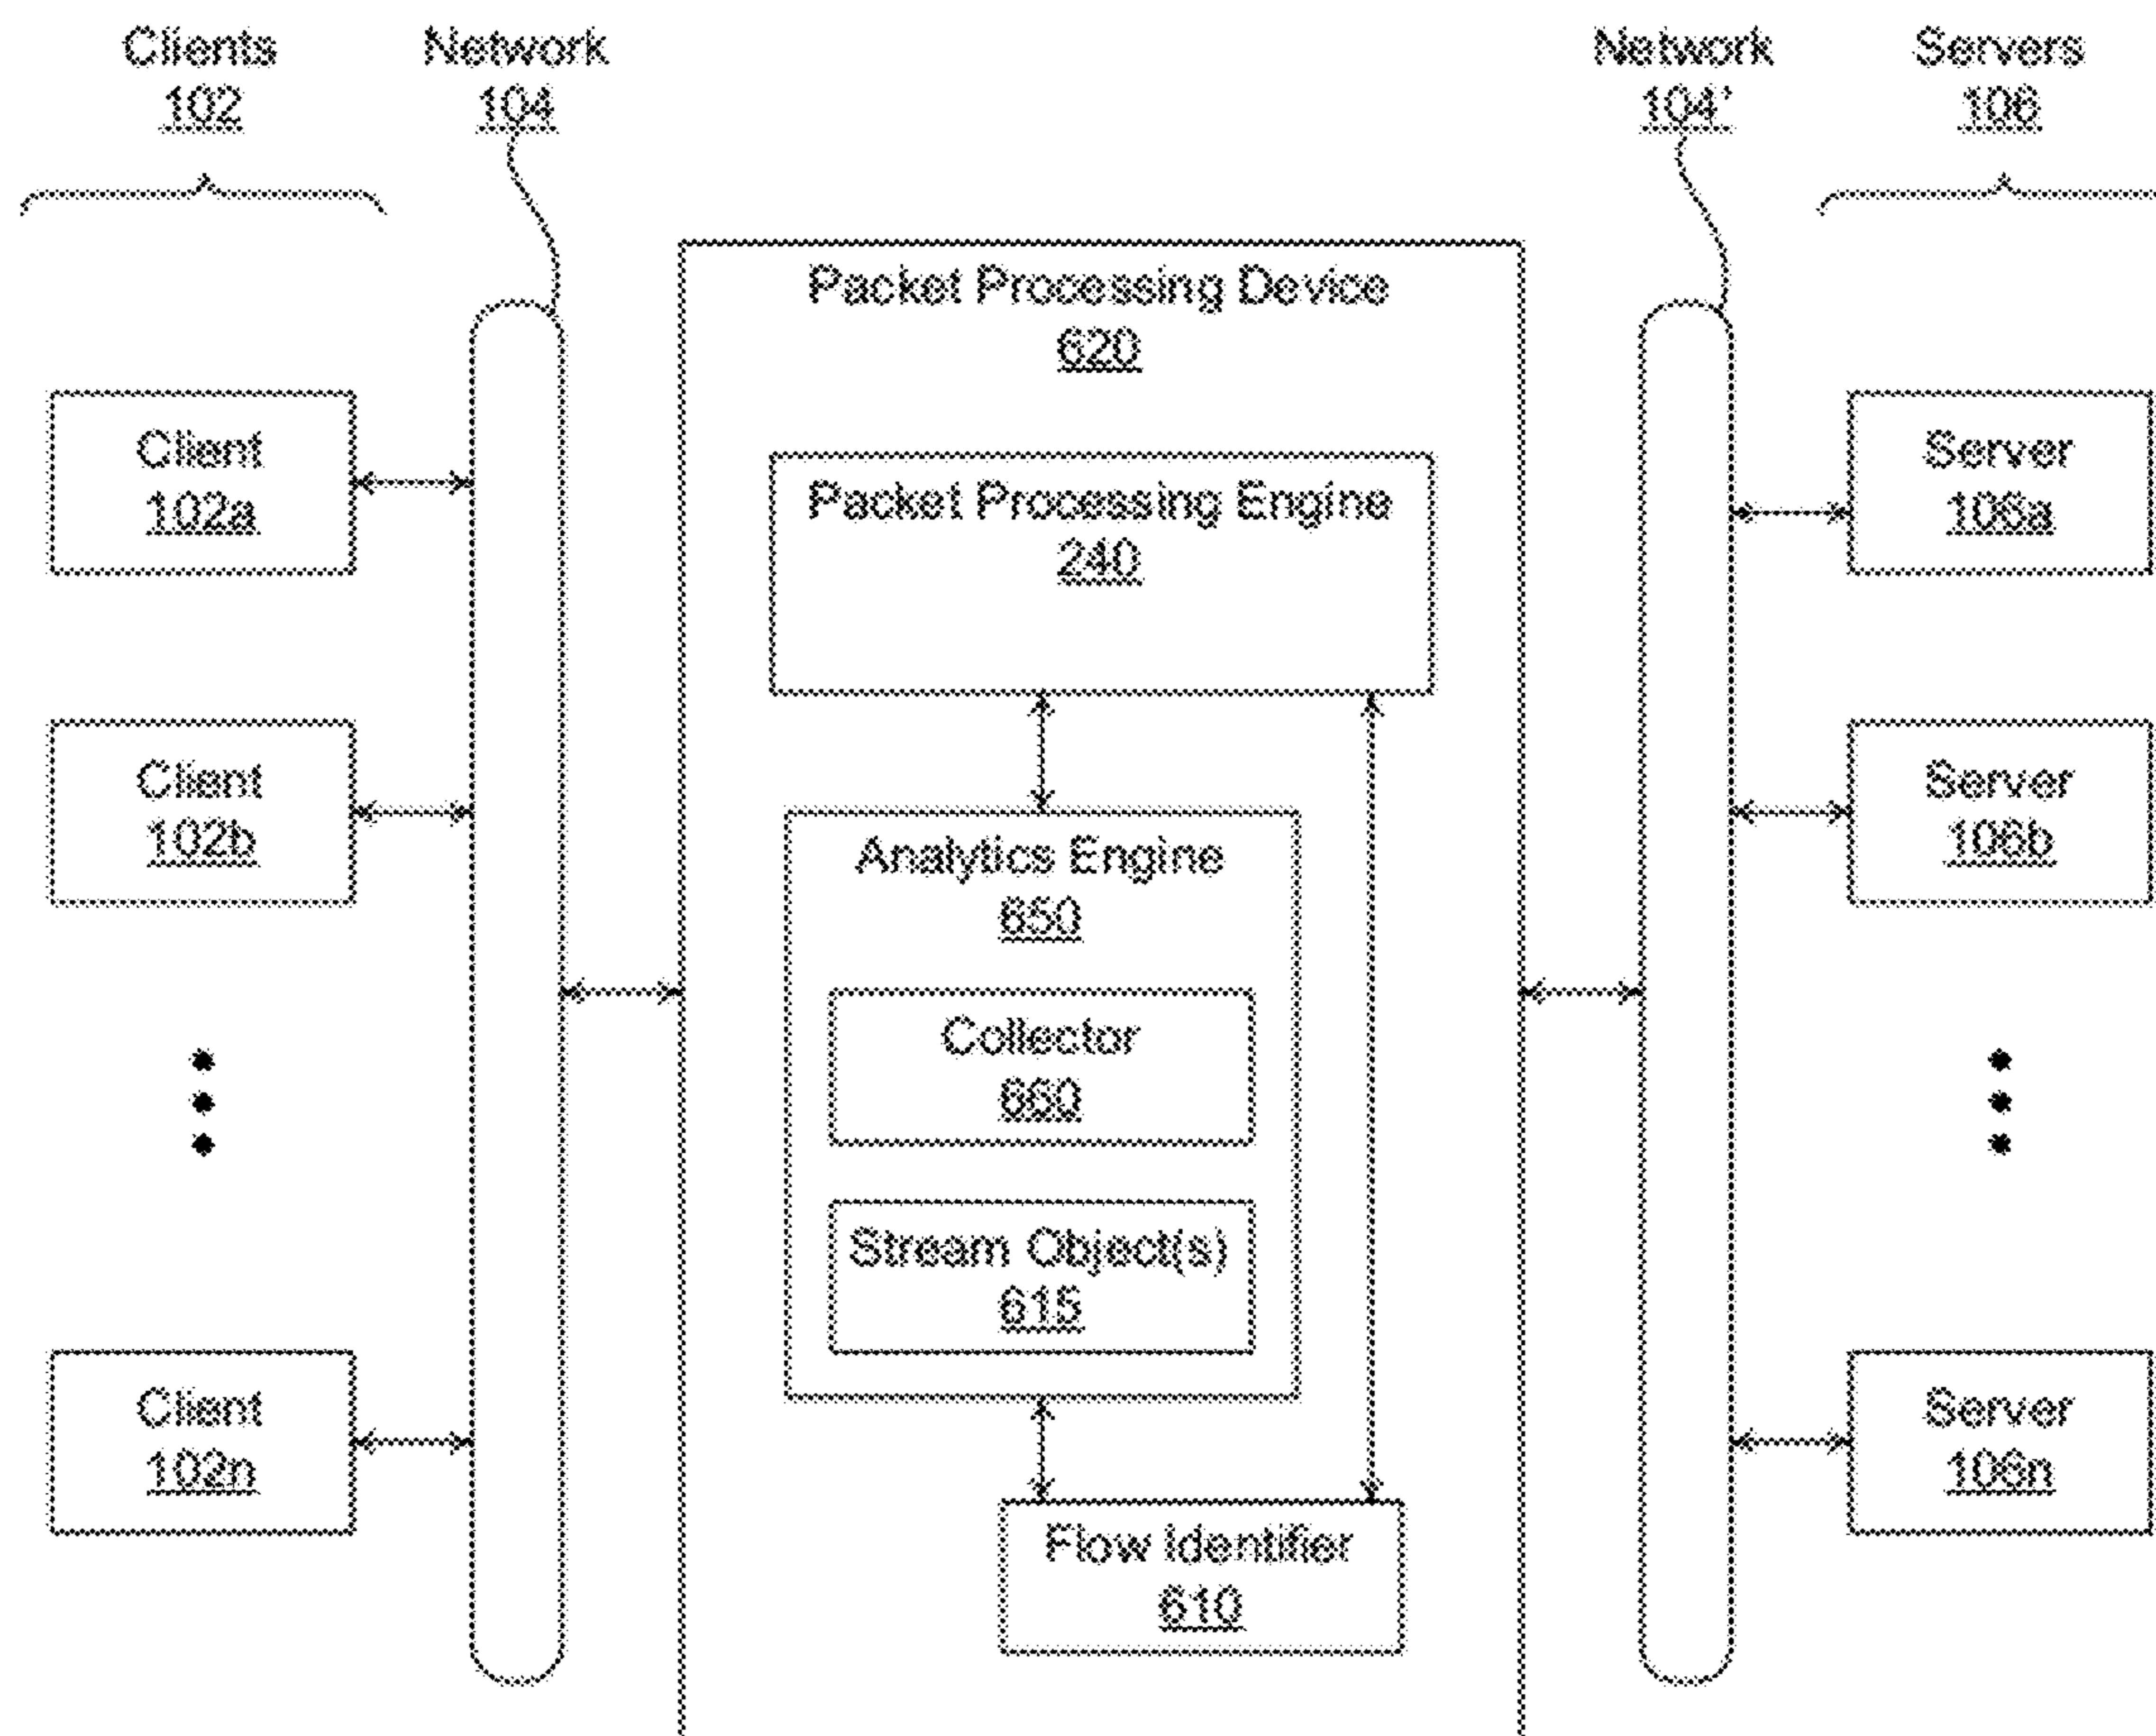 Clients
102
Network
104
Network
104'
Servers
106
Packet Processing Device
620
Packet Processing Engine
240
Analytics Engine
650
Collector
660
Stream Object(s)
615
Flow Identifier
610
Client
102a
Client
102b
Client
102n
Server
106a
Server
106b
Server
106n